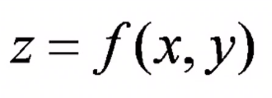 z = f(x, y)